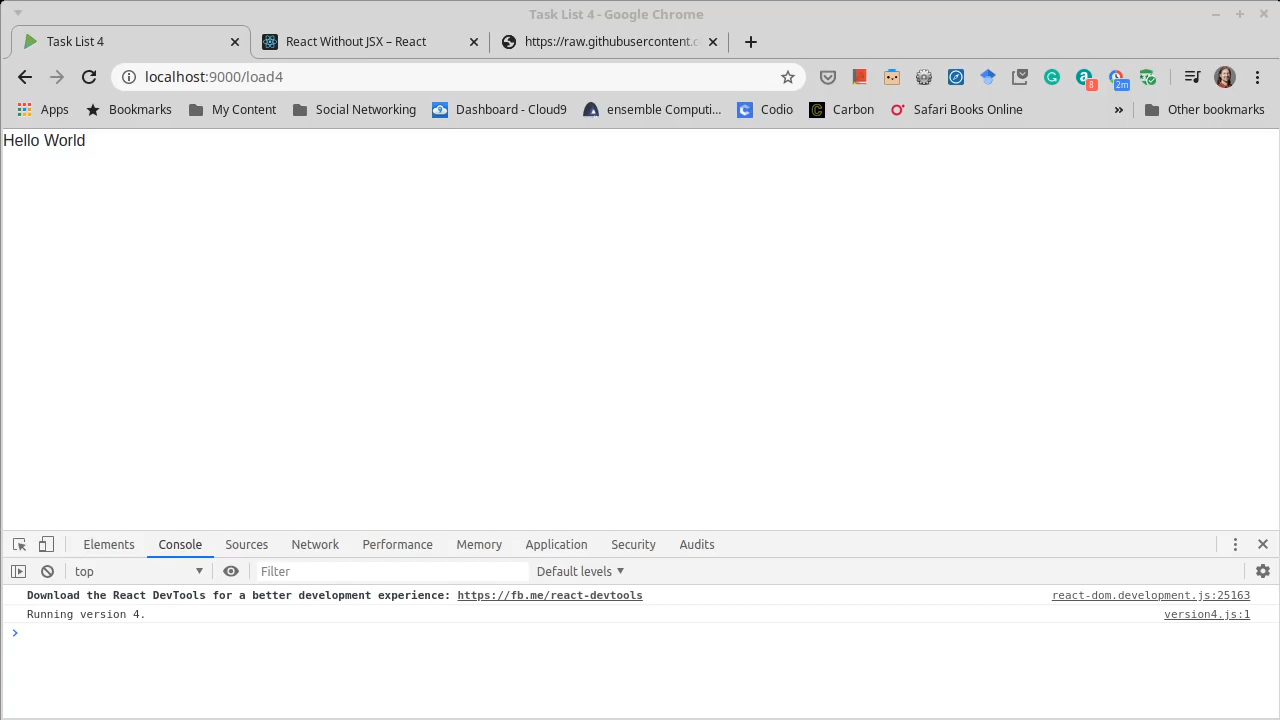 Task List 4 - Google Chrome
Task List 4
React Without JSX – React
https://raw.githubusercontent.c
localhost:9000/load4
8
2m
Apps
Bookmarks
My Content
Social Networking
Dashboard - Cloud9
ensemble Computi...
Codio
Carbon
Safari Books Online
»
Other bookmarks
Hello World
Elements
Console
Sources
Network
Performance
Memory
Application
Security
Audits
top
Filter
Default levels
Download the React DevTools for a better development experience: https://fb.me/react-devtools
react-dom.development.js:25163
Running version 4.
version4.js:1